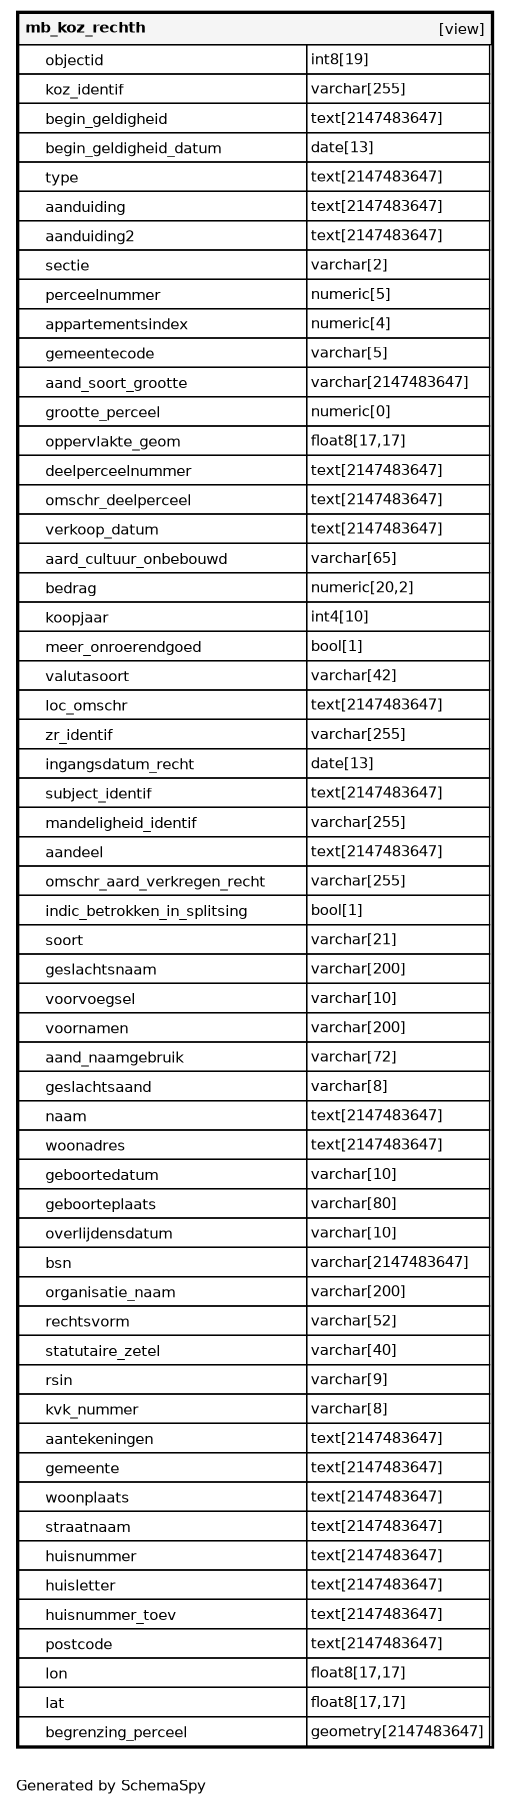 mb_koz_rechth [view]
objectid int8[19]
koz_identif varchar[255]
begin_geldigheid text[2147483647]
begin_geldigheid_datum date[13]
type text[2147483647]
aanduiding text[2147483647]
aanduiding2 text[2147483647]
sectie varchar[2]
perceelnummer numeric[5]
appartementsindex numeric[4]
gemeentecode varchar[5]
aand_soort_grootte varchar[2147483647]
grootte_perceel numeric[0]
oppervlakte_geom float8[17,17]
deelperceelnummer text[2147483647]
omschr_deelperceel text[2147483647]
verkoop_datum text[2147483647]
aard_cultuur_onbebouwd varchar[65]
bedrag numeric[20,2]
koopjaar int4[10]
meer_onroerendgoed bool[1]
valutasoort varchar[42]
loc_omschr text[2147483647]
zr_identif varchar[255]
ingangsdatum_recht date[13]
subject_identif text[2147483647]
mandeligheid_identif varchar[255]
aandeel text[2147483647]
omschr_aard_verkregen_recht varchar[255]
indic_betrokken_in_splitsing bool[1]
soort varchar[21]
geslachtsnaam varchar[200]
voorvoegsel varchar[10]
voornamen varchar[200]
aand_naamgebruik varchar[72]
geslachtsaand varchar[8]
naam text[2147483647]
woonadres text[2147483647]
geboortedatum varchar[10]
geboorteplaats varchar[80]
overlijdensdatum varchar[10]
bsn varchar[2147483647]
organisatie_naam varchar[200]
rechtsvorm varchar[52]
statutaire_zetel varchar[40]
rsin varchar[9]
kvk_nummer varchar[8]
aantekeningen text[2147483647]
gemeente text[2147483647]
woonplaats text[2147483647]
straatnaam text[2147483647]
huisnummer text[2147483647]
huisletter text[2147483647]
huisnummer_toev text[2147483647]
postcode text[2147483647]
lon float8[17,17]
lat float8[17,17]
begrenzing_perceel geometry[2147483647]
Generated by SchemaSpy